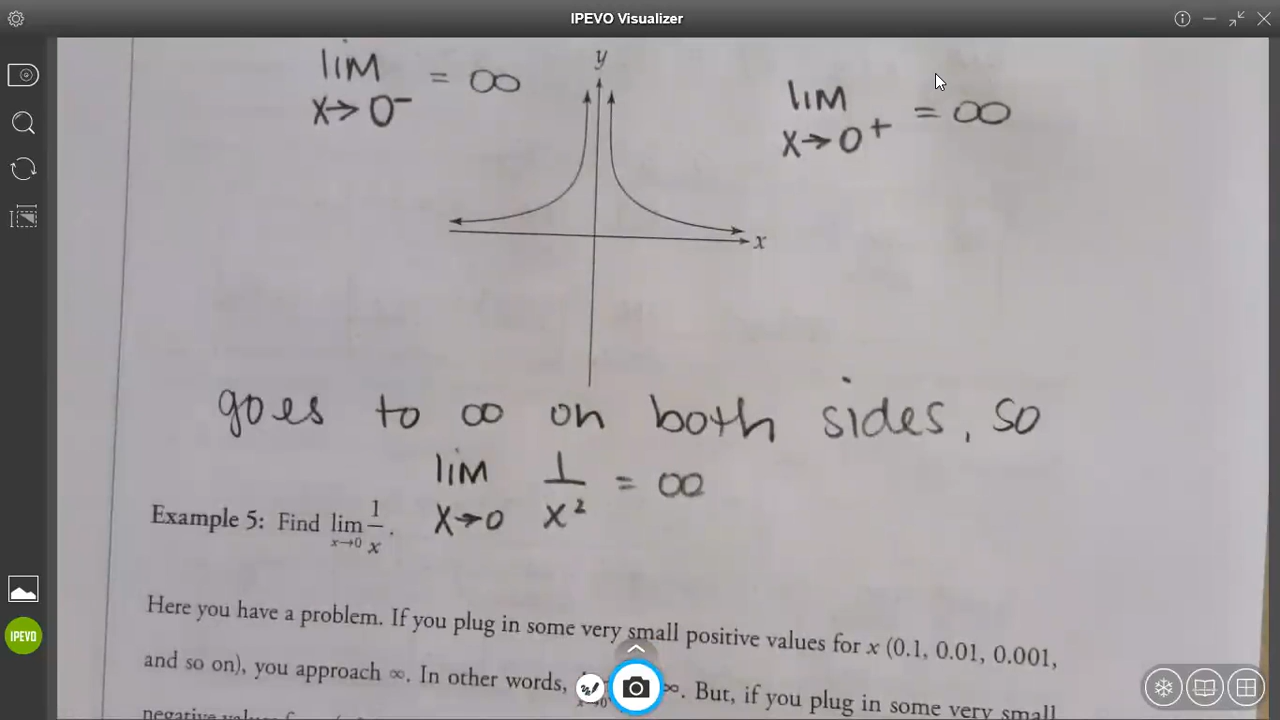 IPEVO Visualizer
y
lim = ∞
x→0⁻
lim = ∞
x→0⁺
x
goes to ∞ on both sides, so
lim 1/x² = ∞
x→0
Example 5: Find lim 1/x.
x→0
Here you have a problem. If you plug in some very small positive values for x (0.1, 0.01, 0.001,
and so on), you approach ∞. In other words, ∞. But, if you plug in some very small
negative values
IPEVO